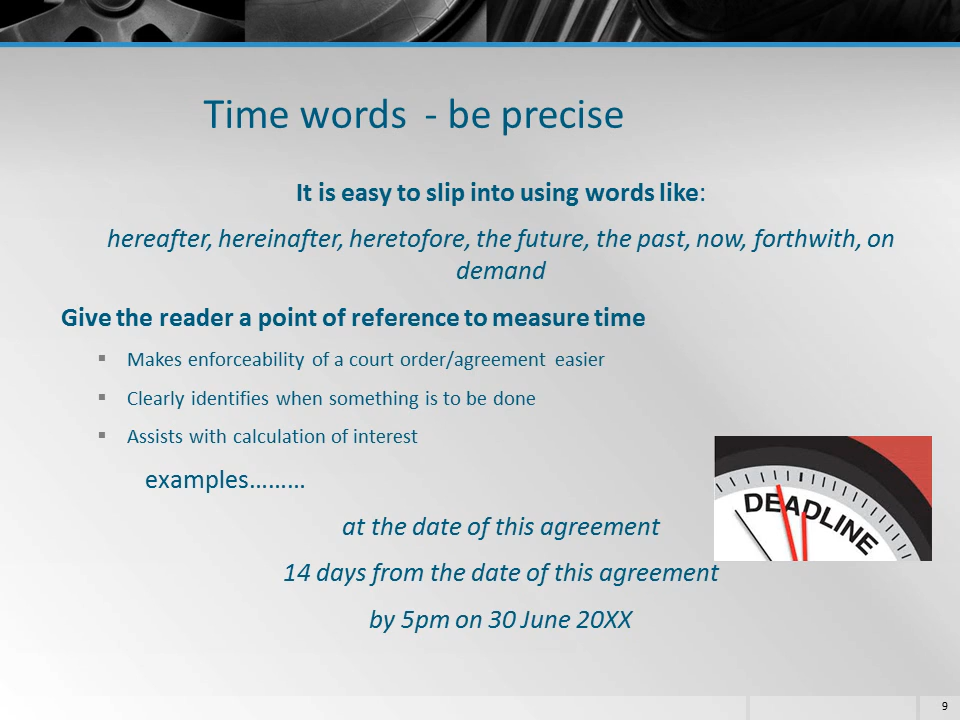 Time words - be precise
It is easy to slip into using words like:
hereafter, hereinafter, heretofore, the future, the past, now, forthwith, on
demand
Give the reader a point of reference to measure time
▪ Makes enforceability of a court order/agreement easier
▪ Clearly identifies when something is to be done
▪ Assists with calculation of interest
examples………
DEADLINE
at the date of this agreement
14 days from the date of this agreement
by 5pm on 30 June 20XX
9